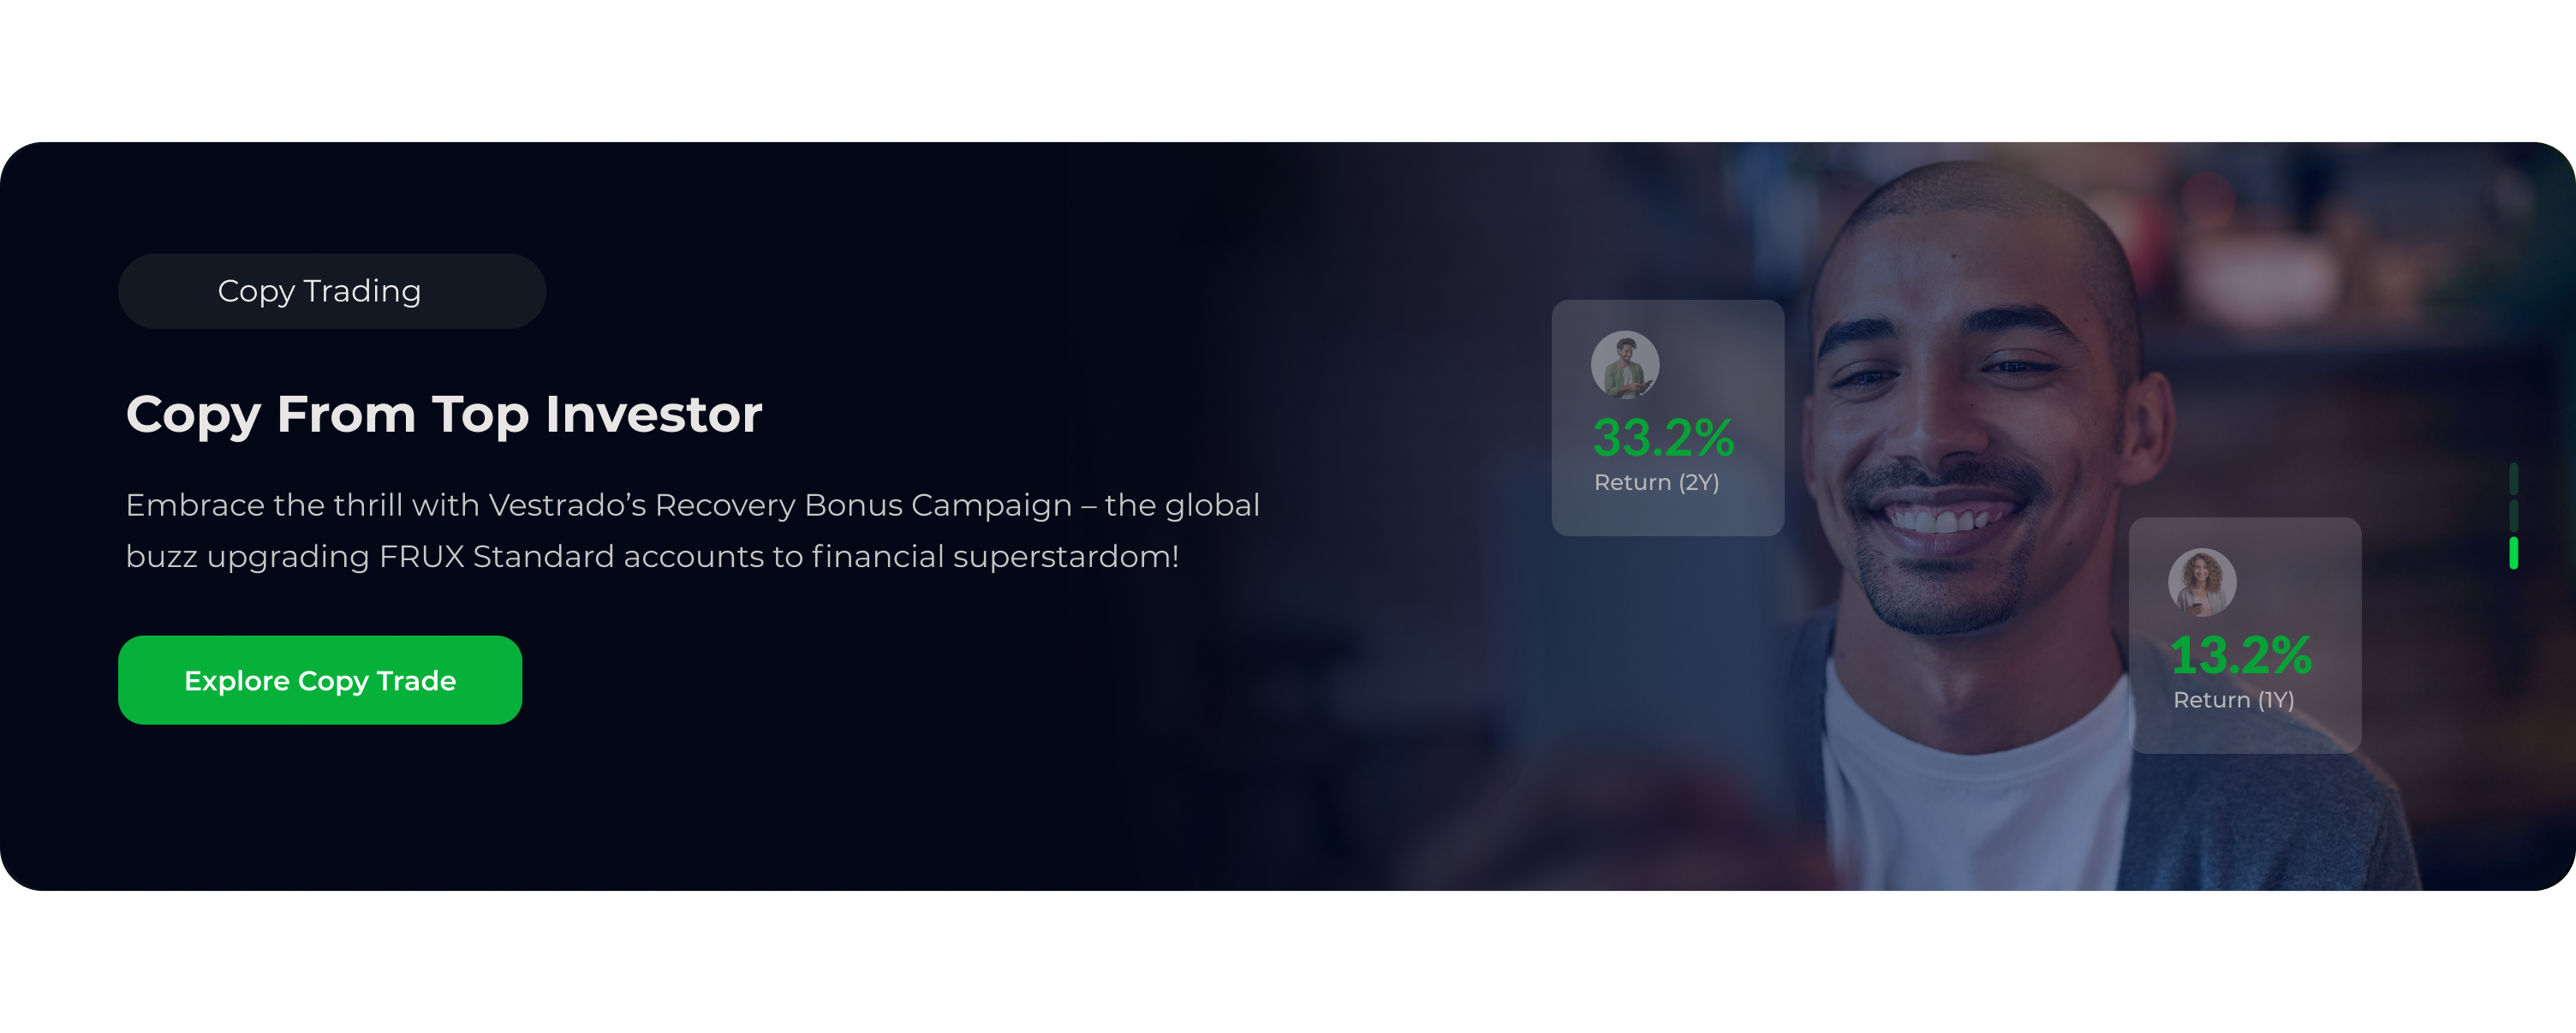 Copy Trading
Copy From Top Investor
Embrace the thrill with Vestrado’s Recovery Bonus Campaign – the global
buzz upgrading FRUX Standard accounts to financial superstardom!
Explore Copy Trade
33.2%
Return (2Y)
13.2%
Return (1Y)